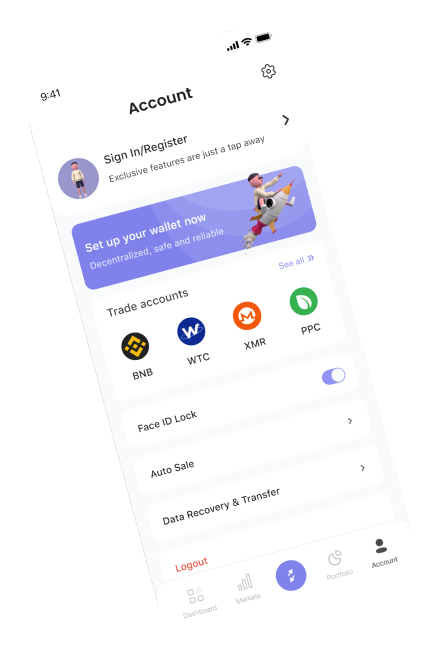 9:41
Account
Sign In/Register
Exclusive features are just a tap away
Set up your wallet now
Decentralized, safe and reliable
Trade accounts
See all
BNB
WTC
XMR
PPC
Face ID Lock
Auto Sale
Data Recovery & Transfer
Logout
Dashboard
Markets
Portfolio
Account